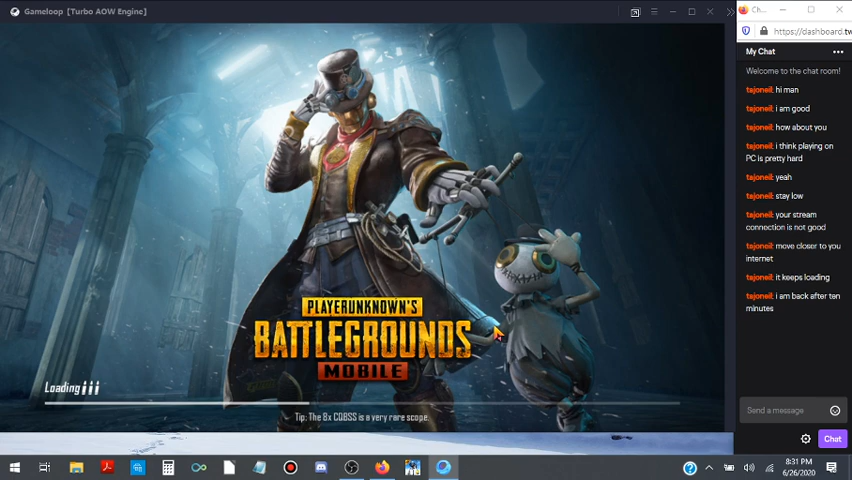 Gameloop [Turbo AOW Engine]
Ch...
https://dashboard.tw
My Chat
Welcome to the chat room!
tajoneil: hi man
tajoneil: i am good
tajoneil: how about you
tajoneil: i think playing on
PC is pretty hard
tajoneil: yeah
tajoneil: stay low
tajoneil: your stream
connection is not good
tajoneil: move closer to you
internet
tajoneil: it keeps loading
tajoneil: i am back after ten
minutes
PLAYERUNKNOWN'S
BATTLEGROUNDS
MOBILE
Loading
Tip: The 8x CQBSS is a very rare scope.
Send a message
Chat
8:31 PM
6/26/2020